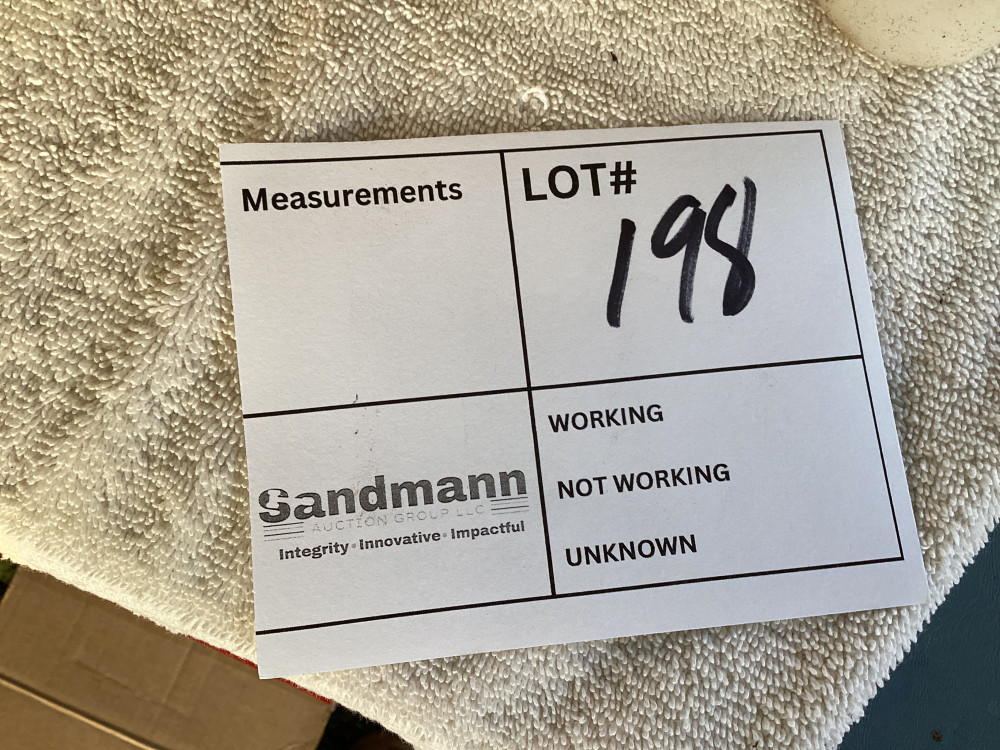 Measurements
LOT#
198
Sandmann
AUCTION GROUP LLC
Integrity • Innovative • Impactful
WORKING
NOT WORKING
UNKNOWN